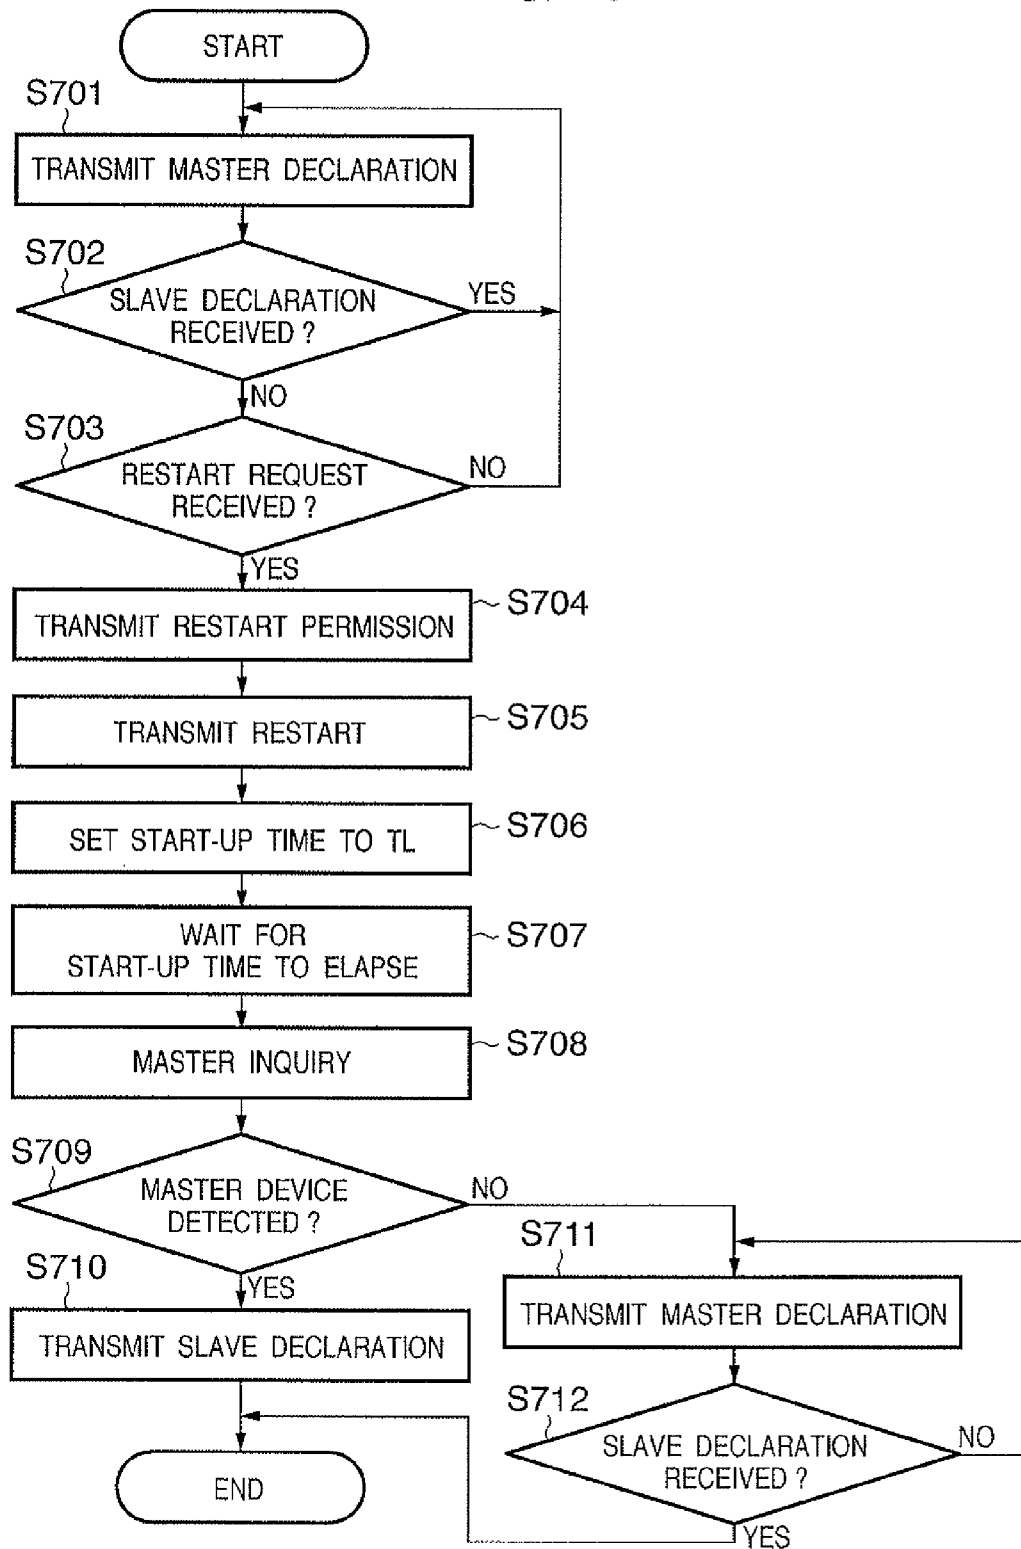 START
S701
TRANSMIT MASTER DECLARATION
S702
SLAVE DECLARATION
RECEIVED ?
YES
NO
S703
RESTART REQUEST
RECEIVED ?
NO
YES
TRANSMIT RESTART PERMISSION
S704
TRANSMIT RESTART
S705
SET START-UP TIME TO TL
S706
WAIT FOR
START-UP TIME TO ELAPSE
S707
MASTER INQUIRY
S708
S709
MASTER DEVICE
DETECTED ?
NO
YES
S710
TRANSMIT SLAVE DECLARATION
S711
TRANSMIT MASTER DECLARATION
S712
SLAVE DECLARATION
RECEIVED ?
NO
YES
END